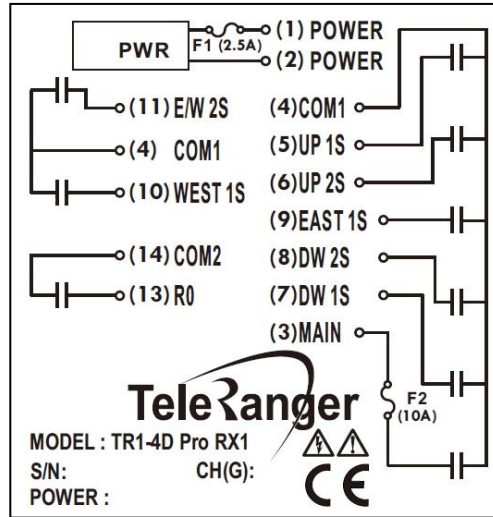 PWR
F1 (2.5A)
(1) POWER
(2) POWER
(11) E/W 2S
(4) COM1
(10) WEST 1S
(14) COM2
(13) R0
(4) COM1
(5) UP 1S
(6) UP 2S
(9) EAST 1S
(8) DW 2S
(7) DW 1S
(3) MAIN
F2
(10A)
TeleRanger
MODEL : TR1-4D Pro RX1
S/N: CH(G):
POWER :
CE